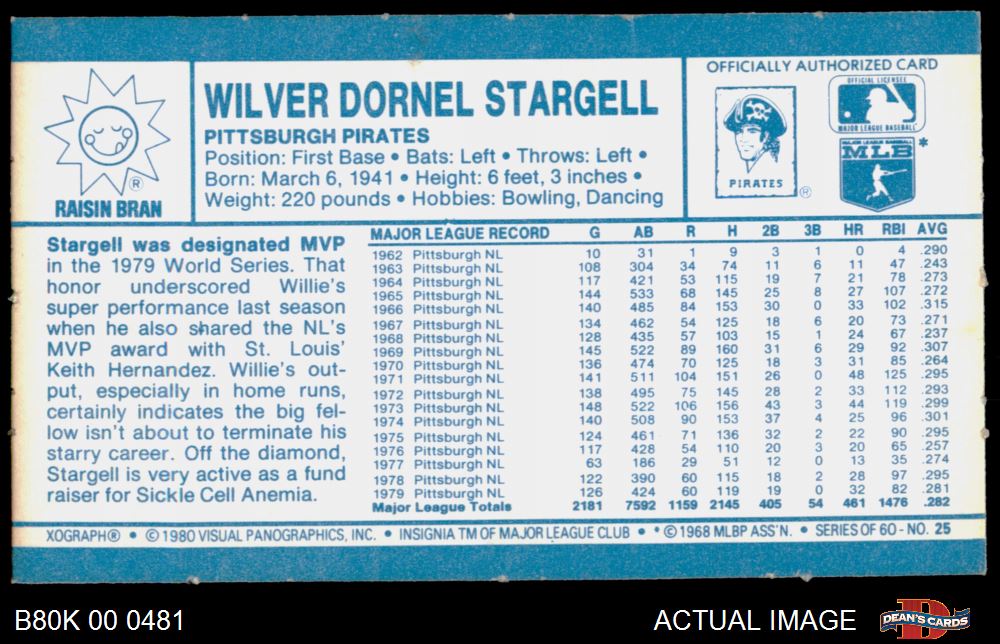 RAISIN BRAN
®
WILVER DORNEL STARGELL
PITTSBURGH PIRATES
Position: First Base • Bats: Left • Throws: Left •
Born: March 6, 1941 • Height: 6 feet, 3 inches •
Weight: 220 pounds • Hobbies: Bowling, Dancing
OFFICIALLY AUTHORIZED CARD
PIRATES
®
OFFICIAL LICENSEE
MAJOR LEAGUE BASEBALL
MAJOR LEAGUE BASEBALL
MLB*
Stargell was designated MVP
in the 1979 World Series. That
honor underscored Willie's
super performance last season
when he also shared the NL's
MVP award with St. Louis'
Keith Hernandez. Willie's out-
put, especially in home runs,
certainly indicates the big fel-
low isn't about to terminate his
starry career. Off the diamond,
Stargell is very active as a fund
raiser for Sickle Cell Anemia.
MAJOR LEAGUE RECORD G AB R H 2B 3B HR RBI AVG
1962 Pittsburgh NL 10 31 1 9 3 1 0 4 .290
1963 Pittsburgh NL 108 304 34 74 11 6 11 47 .243
1964 Pittsburgh NL 117 421 53 115 19 7 21 78 .273
1965 Pittsburgh NL 144 533 68 145 25 8 27 107 .272
1966 Pittsburgh NL 140 485 84 153 30 0 33 102 .315
1967 Pittsburgh NL 134 462 54 125 18 6 20 73 .271
1968 Pittsburgh NL 128 435 57 103 15 1 24 67 .237
1969 Pittsburgh NL 145 522 89 160 31 6 29 92 .307
1970 Pittsburgh NL 136 474 70 125 18 3 31 85 .264
1971 Pittsburgh NL 141 511 104 151 26 0 48 125 .295
1972 Pittsburgh NL 138 495 75 145 28 2 33 112 .293
1973 Pittsburgh NL 148 522 106 156 43 3 44 119 .299
1974 Pittsburgh NL 140 508 90 153 37 4 25 96 .301
1975 Pittsburgh NL 124 461 71 136 32 2 22 90 .295
1976 Pittsburgh NL 117 428 54 110 20 3 20 65 .257
1977 Pittsburgh NL 63 186 29 51 12 0 13 35 .274
1978 Pittsburgh NL 122 390 60 115 18 2 28 97 .295
1979 Pittsburgh NL 126 424 60 119 19 0 32 82 .281
Major League Totals 2181 7592 1159 2145 405 54 461 1476 .282
XOGRAPH® • © 1980 VISUAL PANOGRAPHICS, INC. • INSIGNIA TM OF MAJOR LEAGUE CLUB • • © 1968 MLBP ASS'N. • SERIES OF 60 - NO. 25
B80K 00 0481
ACTUAL IMAGE
D
DEAN'S CARDS